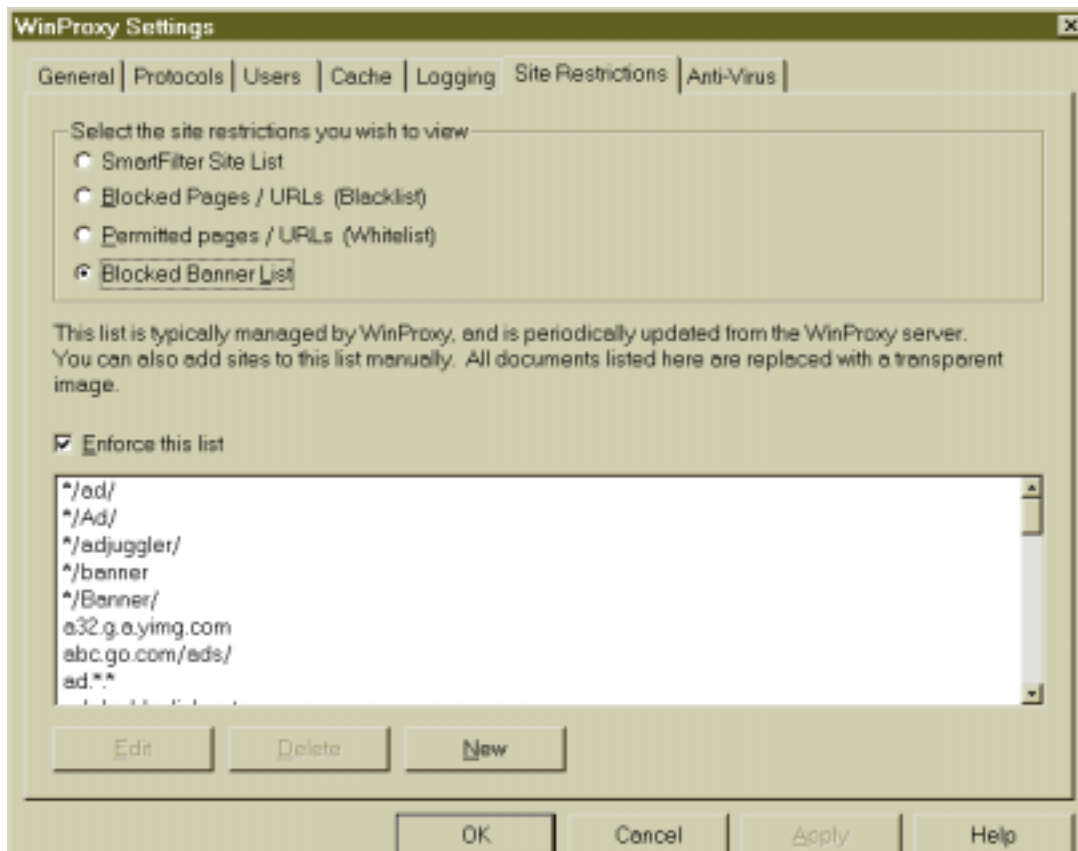 WinProxy Settings
General Protocols Users Cache Logging Site Restrictions Anti-Virus
Select the site restrictions you wish to view
SmartFilter Site List
Blocked Pages / URLs (Blacklist)
Permitted pages / URLs (Whitelist)
Blocked Banner List
This list is typically managed by WinProxy, and is periodically updated from the WinProxy server.
You can also add sites to this list manually. All documents listed here are replaced with a transparent
image.
Enforce this list
*/ad/
*/Ad/
*/adjuggler/
*/banner
*/Banner/
a32.g.a.yimg.com
abc.go.com/ads/
ad.*.*
Edit Delete New
OK Cancel Apply Help